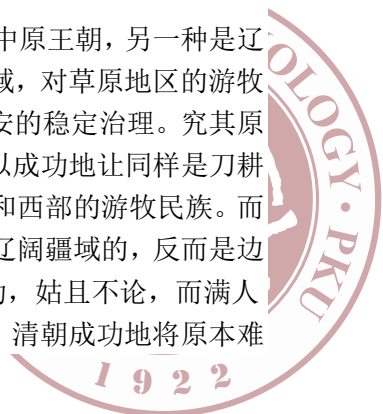 中原王朝，另一种是辽
域，对草原地区的游牧
安的稳定治理。究其原
以成功地让同样是刀耕
和西部的游牧民族。而
辽阔疆域的，反而是边
姑且不论，而满人
清朝成功地将原本难
OLOGY · PKU
1922